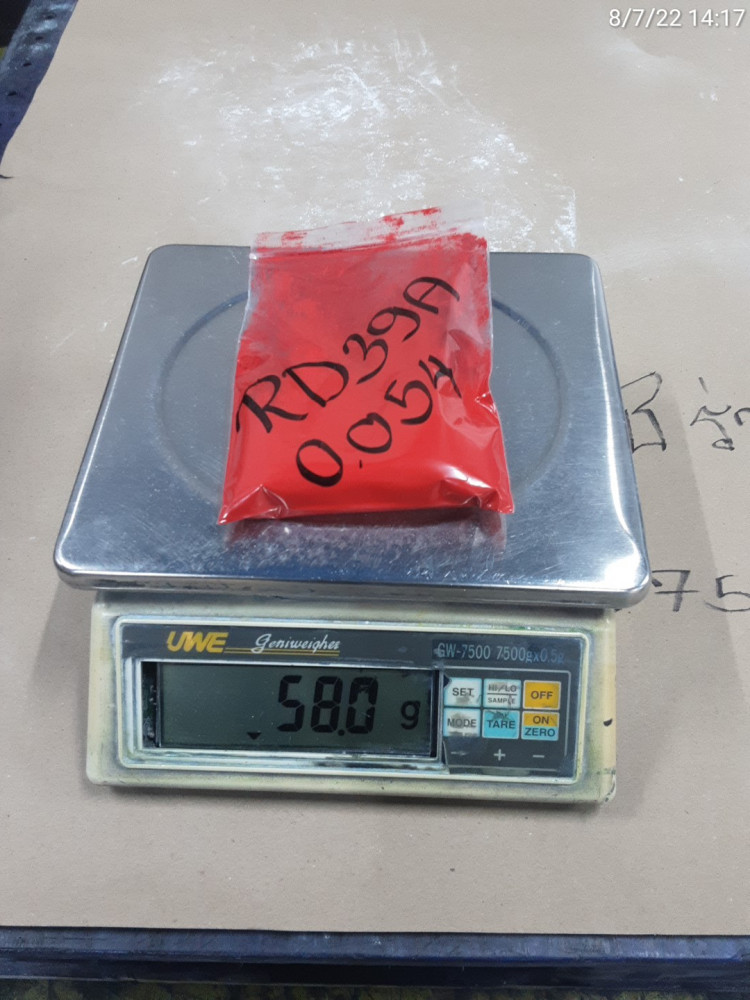 8/7/22 14:17
RD39A
0.054
75
UWE Geniweigher
GW-7500 7500gx0.5g
58.0 g
SET
HI-LO
SAMPLE
OFF
MODE
TARE
ON
ZERO
+ −